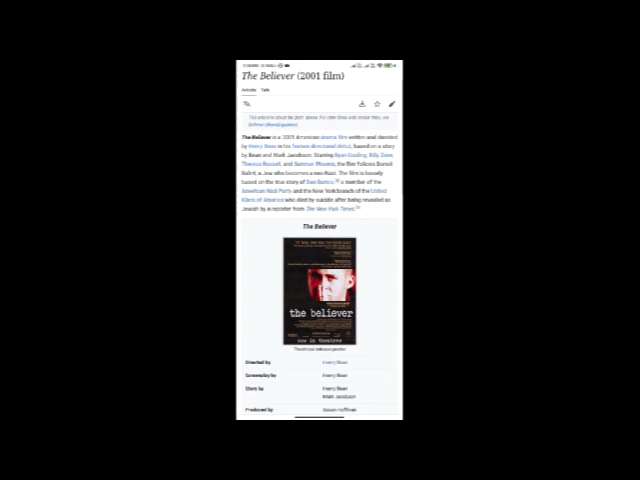 The Believer (2001 film)
Article Talk
The Believer is a 2001 American drama film written and directed
by Henry Bean in his feature directorial debut, based on a story
by Bean and Mark Jacobson. Starring Ryan Gosling, Billy Zane,
Theresa Russell, and Summer Phoenix, the film follows Daniel
Balint, a Jew who becomes a neo-Nazi. The film is loosely
based on the true story of Dan Burros, a member of the
American Nazi Party and the New York branch of the United
Klans of America who died by suicide after being revealed as
Jewish by a reporter from The New York Times.
The Believer
the believer
now in theatres
Theatrical release poster
Directed by Henry Bean
Screenplay by Henry Bean
Story by Henry Bean
Mark Jacobson
Produced by Susan Hoffman